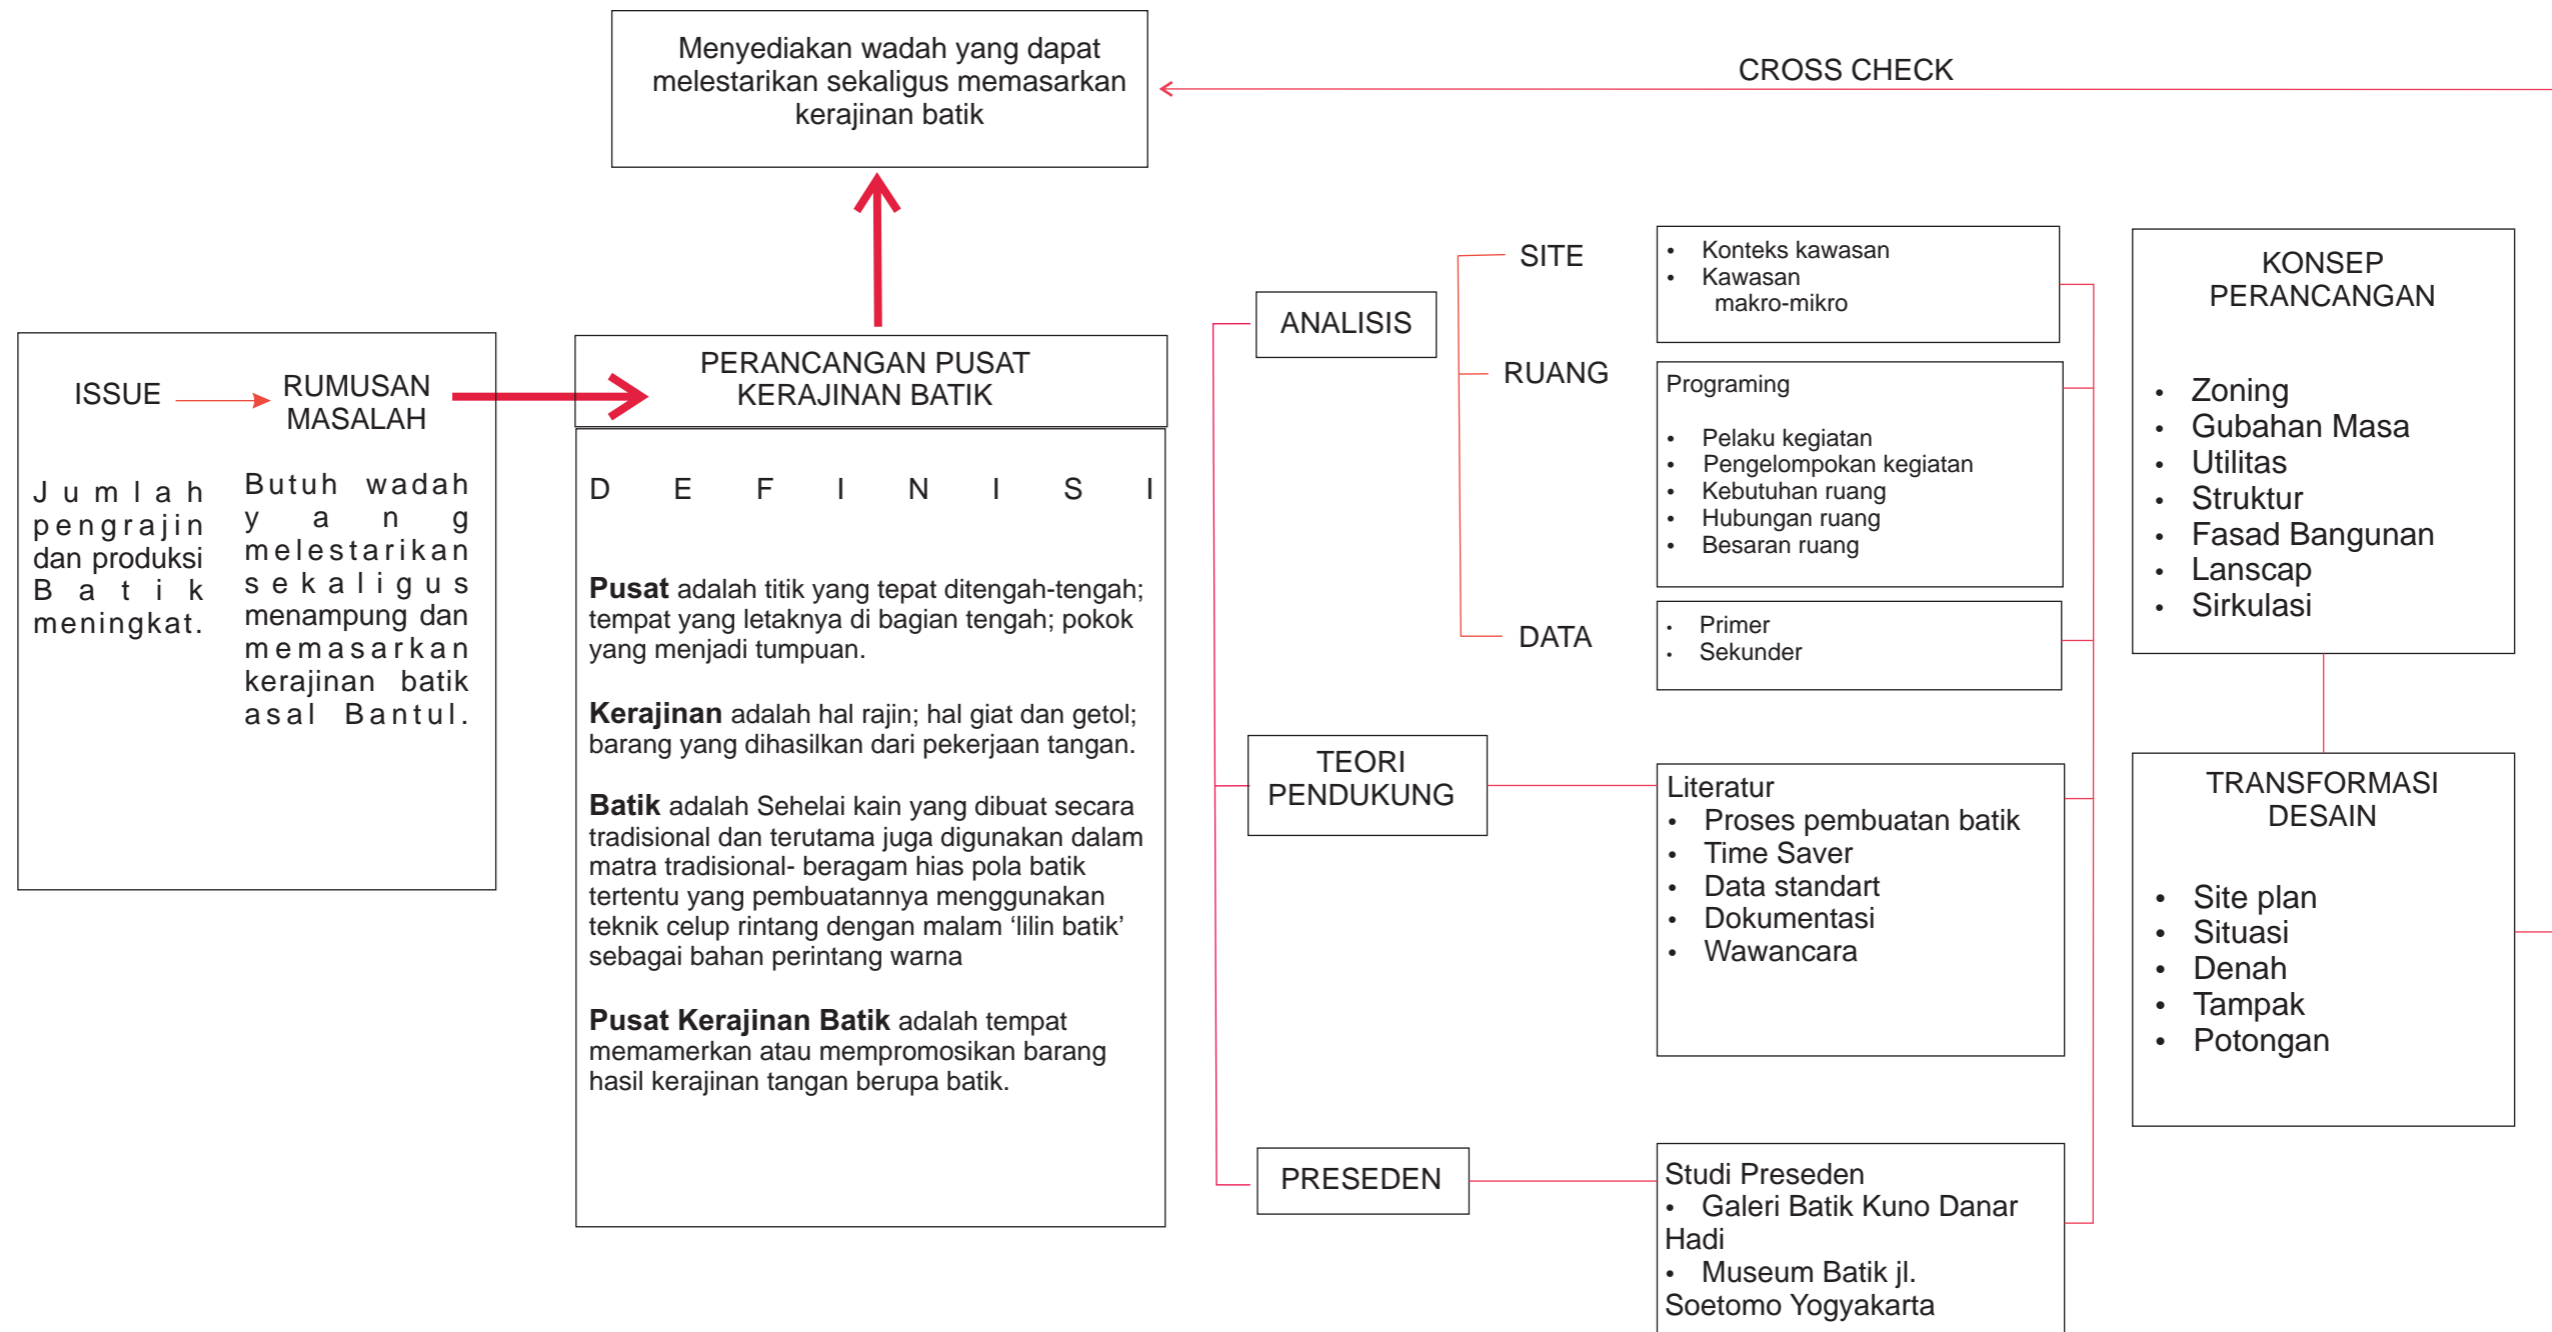 Menyediakan wadah yang dapat
melestarikan sekaligus memasarkan
kerajinan batik
CROSS CHECK
ISSUE
RUMUSAN
MASALAH
Jumlah
pengrajin
dan produksi
Batik
meningkat.
Butuh wadah
yang
melestarikan
sekaligus
menampung dan
memasarkan
kerajinan batik
asal Bantul.
PERANCANGAN PUSAT
KERAJINAN BATIK
DEFINISI
Pusat adalah titik yang tepat ditengah-tengah;
tempat yang letaknya di bagian tengah; pokok
yang menjadi tumpuan.
Kerajinan adalah hal rajin; hal giat dan getol;
barang yang dihasilkan dari pekerjaan tangan.
Batik adalah Sehelai kain yang dibuat secara
tradisional dan terutama juga digunakan dalam
matra tradisional- beragam hias pola batik
tertentu yang pembuatannya menggunakan
teknik celup rintang dengan malam ‘lilin batik’
sebagai bahan perintang warna
Pusat Kerajinan Batik adalah tempat
memamerkan atau mempromosikan barang
hasil kerajinan tangan berupa batik.
ANALISIS
SITE
• Konteks kawasan
• Kawasan
makro-mikro
RUANG
Programing
• Pelaku kegiatan
• Pengelompokan kegiatan
• Kebutuhan ruang
• Hubungan ruang
• Besaran ruang
DATA
• Primer
• Sekunder
TEORI
PENDUKUNG
Literatur
• Proses pembuatan batik
• Time Saver
• Data standart
• Dokumentasi
• Wawancara
PRESEDEN
Studi Preseden
• Galeri Batik Kuno Danar
Hadi
• Museum Batik jl.
Soetomo Yogyakarta
KONSEP
PERANCANGAN
• Zoning
• Gubahan Masa
• Utilitas
• Struktur
• Fasad Bangunan
• Lanscap
• Sirkulasi
TRANSFORMASI
DESAIN
• Site plan
• Situasi
• Denah
• Tampak
• Potongan